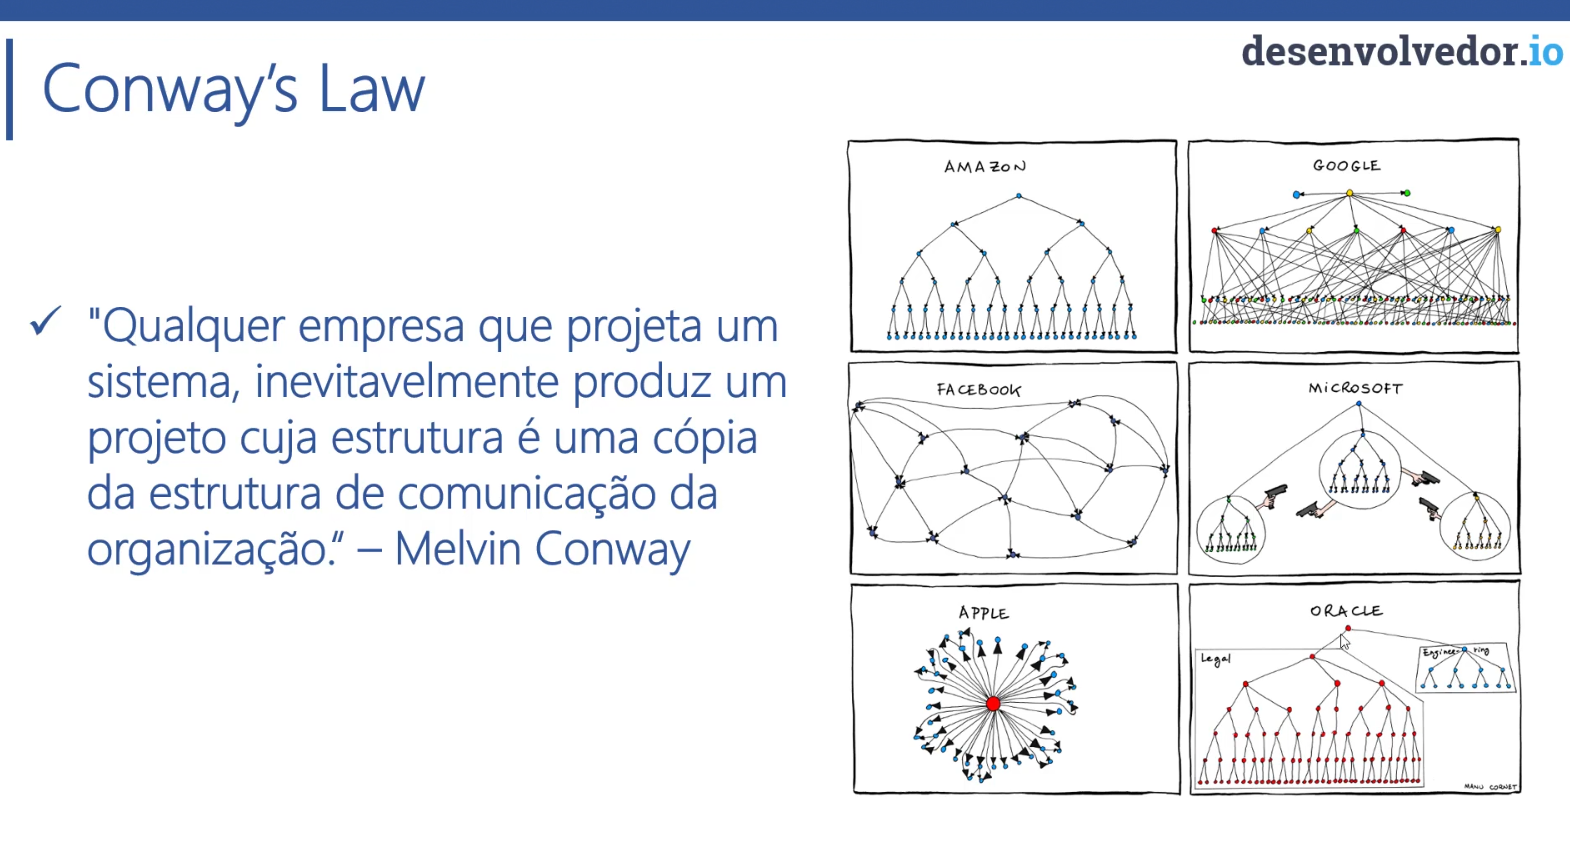 desenvolvedor.io
Conway's Law
"Qualquer empresa que projeta um
sistema, inevitavelmente produz um
projeto cuja estrutura é uma cópia
da estrutura de comunicação da
organização.“ – Melvin Conway
AMAZON
GOOGLE
FACEBOOK
MICROSOFT
APPLE
ORACLE
Legal
Engineering
MANU CORNET